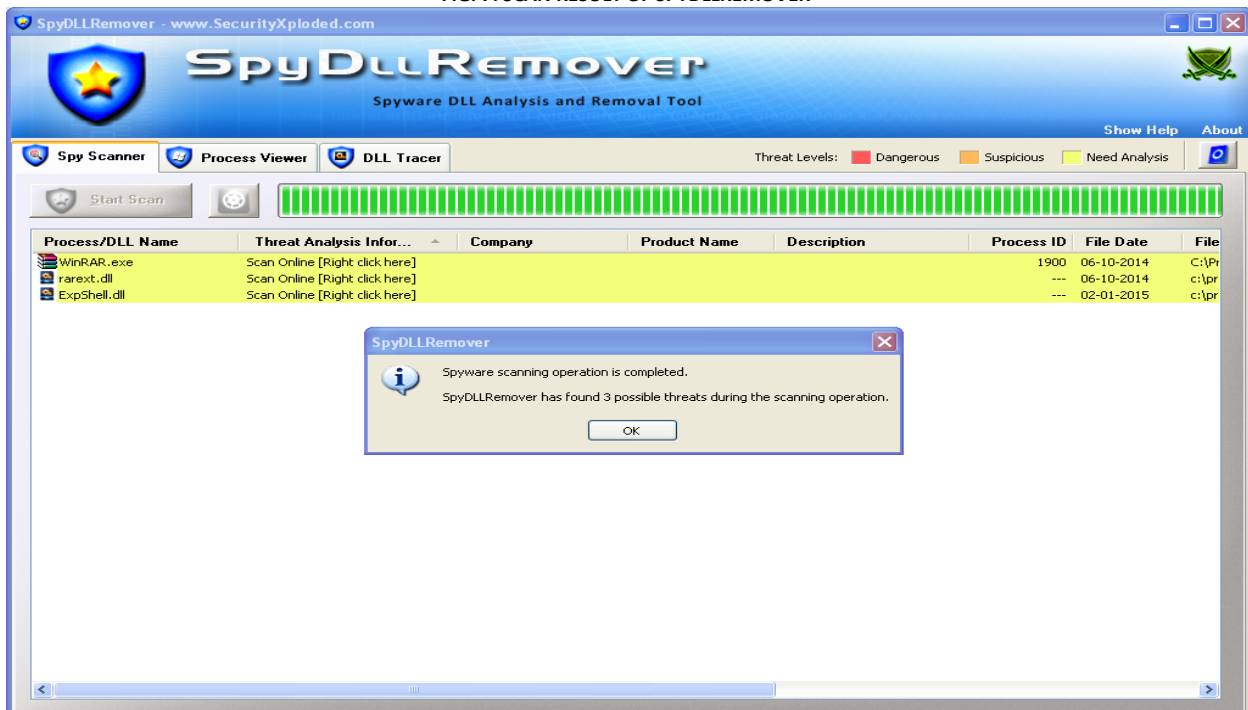 SpyDLLRemover - www.SecurityXploded.com
SpyDLLRemover
Spyware DLL Analysis and Removal Tool
Show Help About
Spy Scanner Process Viewer DLL Tracer Threat Levels: Dangerous Suspicious Need Analysis
Start Scan
Process/DLL Name Threat Analysis Infor... Company Product Name Description Process ID File Date File
WinRAR.exe Scan Online [Right click here] 1900 06-10-2014 C:\Pr
rarext.dll Scan Online [Right click here] --- 06-10-2014 c:\pr
ExpShell.dll Scan Online [Right click here] --- 02-01-2015 c:\pr
SpyDLLRemover
Spyware scanning operation is completed.
SpyDLLRemover has found 3 possible threats during the scanning operation.
OK